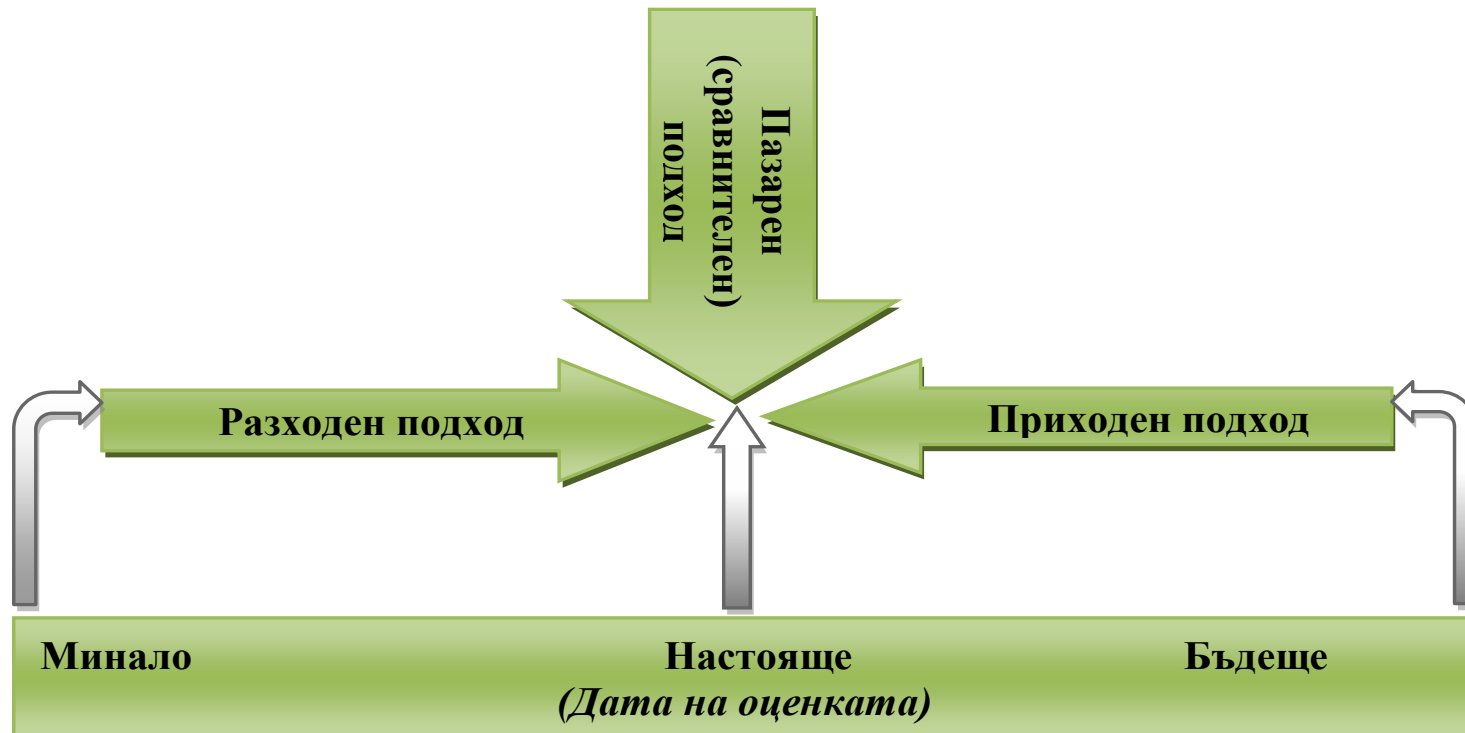 Пазарен
(сравнителен)
подход
Разходен подход
Приходен подход
Минало
Настояще
Бъдеще
(Дата на оценката)